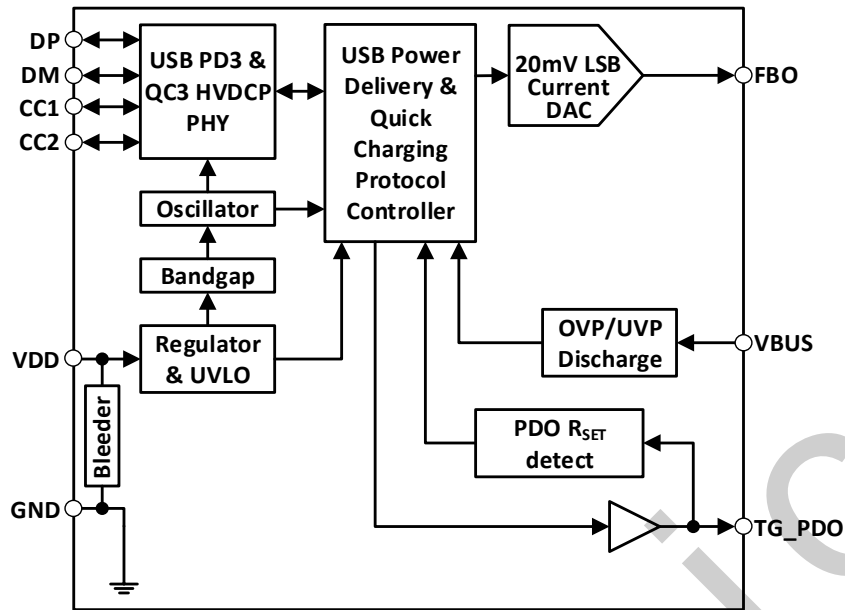 DP
DM
CC1
CC2
USB PD3 &
QC3 HVDCP
PHY
USB Power
Delivery &
Quick
Charging
Protocol
Controller
20mV LSB
Current
DAC
FBO
Oscillator
Bandgap
VDD
Regulator
& UVLO
OVP/UVP
Discharge
VBUS
Bleeder
PDO RSET
detect
GND
TG_PDO